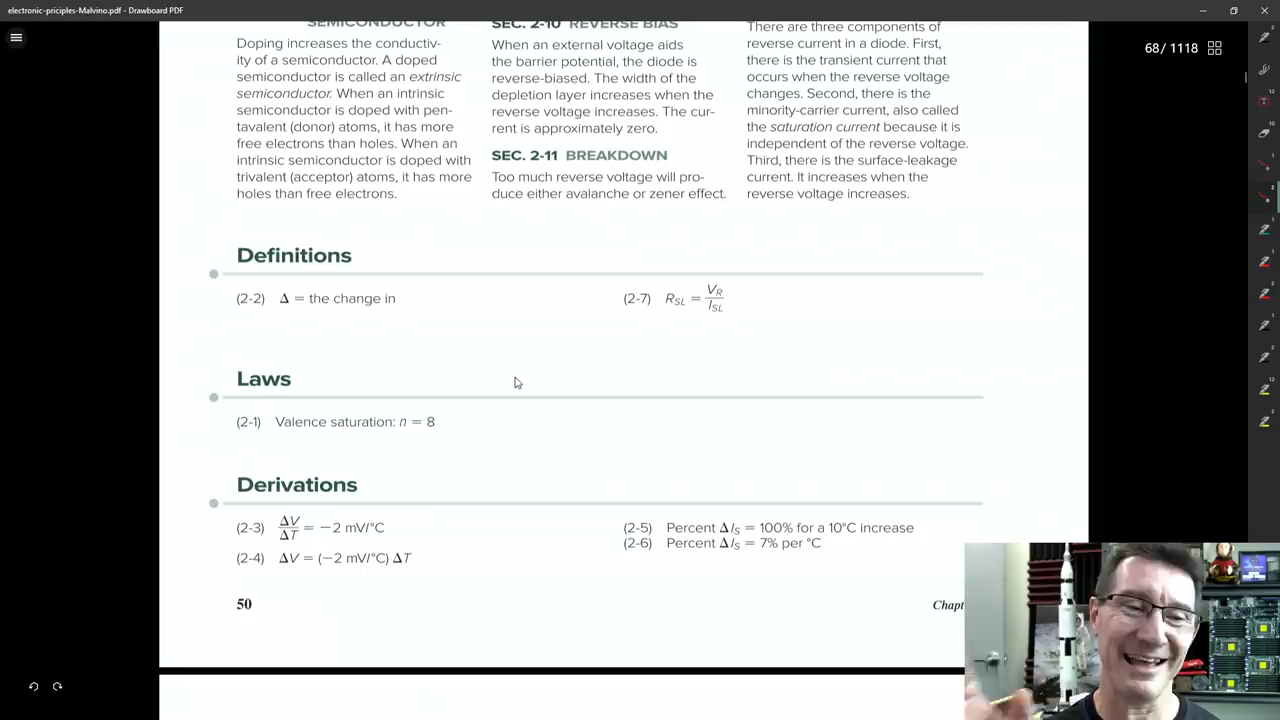 electronic-priciples-Malvino.pdf - Drawboard PDF
68 / 1118
SEMICONDUCTOR
Doping increases the conductiv-
ity of a semiconductor. A doped
semiconductor is called an extrinsic
semiconductor. When an intrinsic
semiconductor is doped with pen-
tavalent (donor) atoms, it has more
free electrons than holes. When an
intrinsic semiconductor is doped with
trivalent (acceptor) atoms, it has more
holes than free electrons.
SEC. 2-10 REVERSE BIAS
When an external voltage aids
the barrier potential, the diode is
reverse-biased. The width of the
depletion layer increases when the
reverse voltage increases. The cur-
rent is approximately zero.
SEC. 2-11 BREAKDOWN
Too much reverse voltage will pro-
duce either avalanche or zener effect.
There are three components of
reverse current in a diode. First,
there is the transient current that
occurs when the reverse voltage
changes. Second, there is the
minority-carrier current, also called
the saturation current because it is
independent of the reverse voltage.
Third, there is the surface-leakage
current. It increases when the
reverse voltage increases.
Definitions
(2-2) Δ = the change in
(2-7) R_SL = V_R / I_SL
Laws
(2-1) Valence saturation: n = 8
Derivations
(2-3) ΔV / ΔT = −2 mV/°C
(2-4) ΔV = (−2 mV/°C) ΔT
(2-5) Percent ΔI_S = 100% for a 10°C increase
(2-6) Percent ΔI_S = 7% per °C
50
Chapt